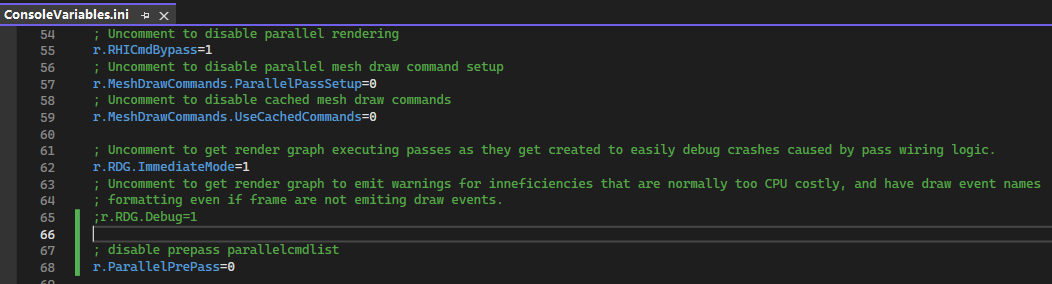 ConsoleVariables.ini
54 ; Uncomment to disable parallel rendering
55 r.RHICmdBypass=1
56 ; Uncomment to disable parallel mesh draw command setup
57 r.MeshDrawCommands.ParallelPassSetup=0
58 ; Uncomment to disable cached mesh draw commands
59 r.MeshDrawCommands.UseCachedCommands=0
60
61 ; Uncomment to get render graph executing passes as they get created to easily debug crashes caused by pass wiring logic.
62 r.RDG.ImmediateMode=1
63 ; Uncomment to get render graph to emit warnings for inneficiencies that are normally too CPU costly, and have draw event names
64 ; formatting even if frame are not emiting draw events.
65 ;r.RDG.Debug=1
66
67 ; disable prepass parallelcmdlist
68 r.ParallelPrePass=0